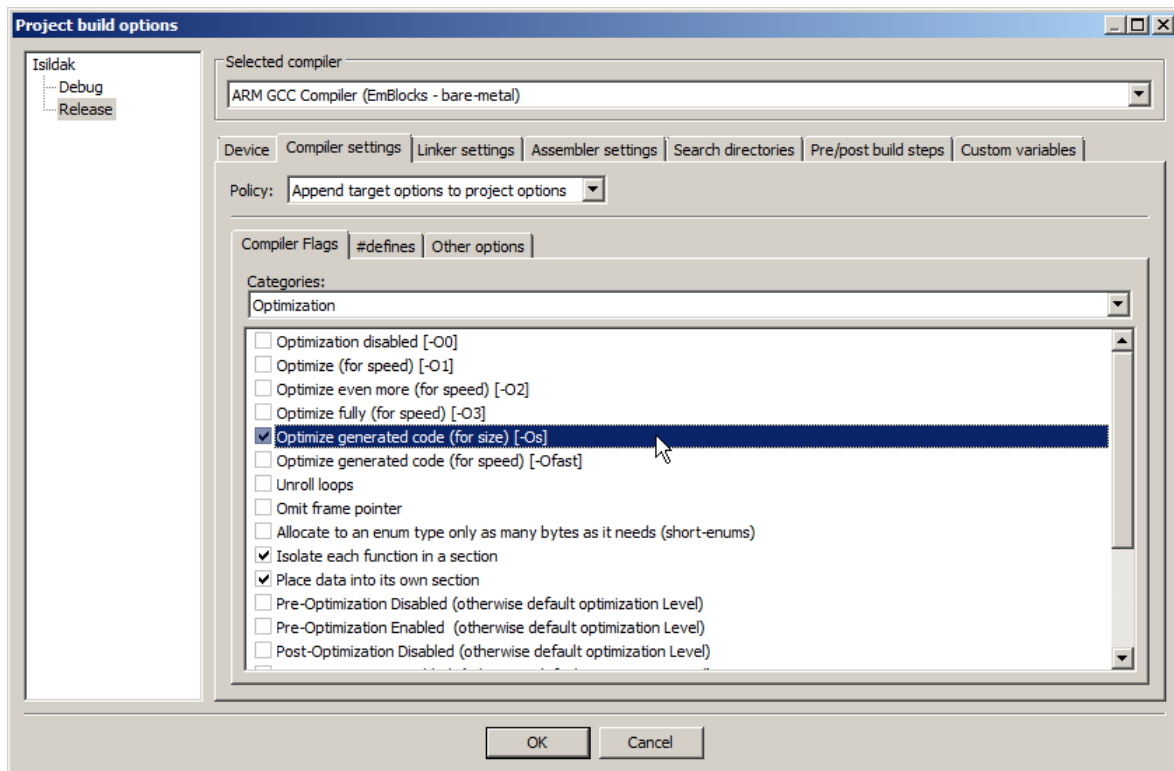 Project build options
Isildak
Debug
Release
Selected compiler
ARM GCC Compiler (EmBlocks - bare-metal)
Device Compiler settings Linker settings Assembler settings Search directories Pre/post build steps Custom variables
Policy: Append target options to project options
Compiler Flags #defines Other options
Categories:
Optimization
Optimization disabled [-O0]
Optimize (for speed) [-O1]
Optimize even more (for speed) [-O2]
Optimize fully (for speed) [-O3]
Optimize generated code (for size) [-Os]
Optimize generated code (for speed) [-Ofast]
Unroll loops
Omit frame pointer
Allocate to an enum type only as many bytes as it needs (short-enums)
Isolate each function in a section
Place data into its own section
Pre-Optimization Disabled (otherwise default optimization Level)
Pre-Optimization Enabled  (otherwise default optimization Level)
Post-Optimization Disabled (otherwise default optimization Level)
OK Cancel